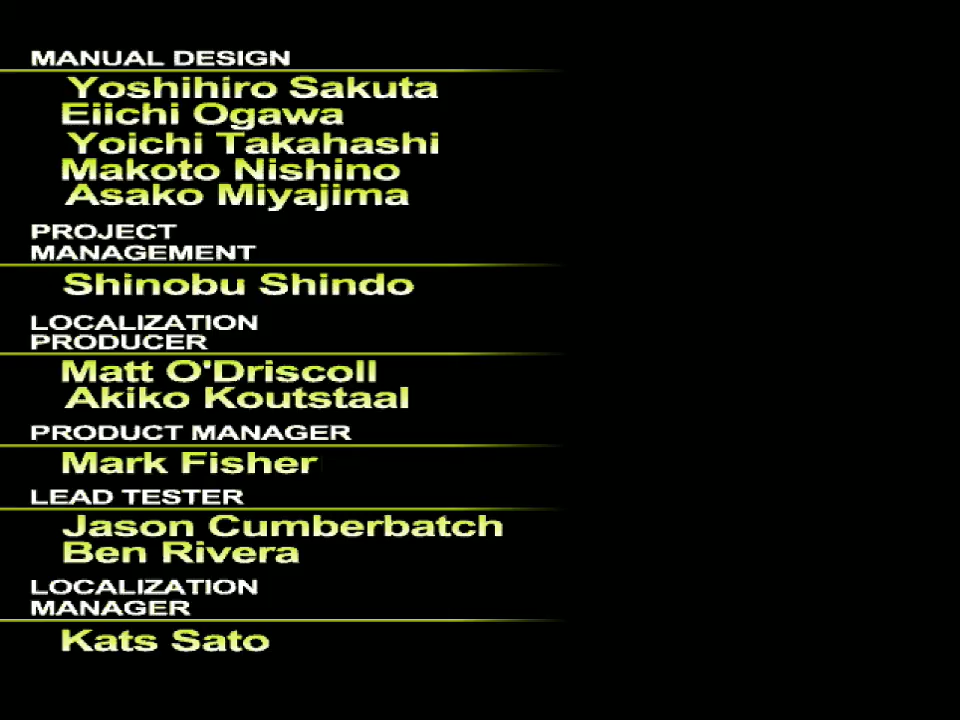 MANUAL DESIGN
Yoshihiro Sakuta
Eiichi Ogawa
Yoichi Takahashi
Makoto Nishino
Asako Miyajima
PROJECT
MANAGEMENT
Shinobu Shindo
LOCALIZATION
PRODUCER
Matt O'Driscoll
Akiko Koutstaal
PRODUCT MANAGER
Mark Fisher
LEAD TESTER
Jason Cumberbatch
Ben Rivera
LOCALIZATION
MANAGER
Kats Sato